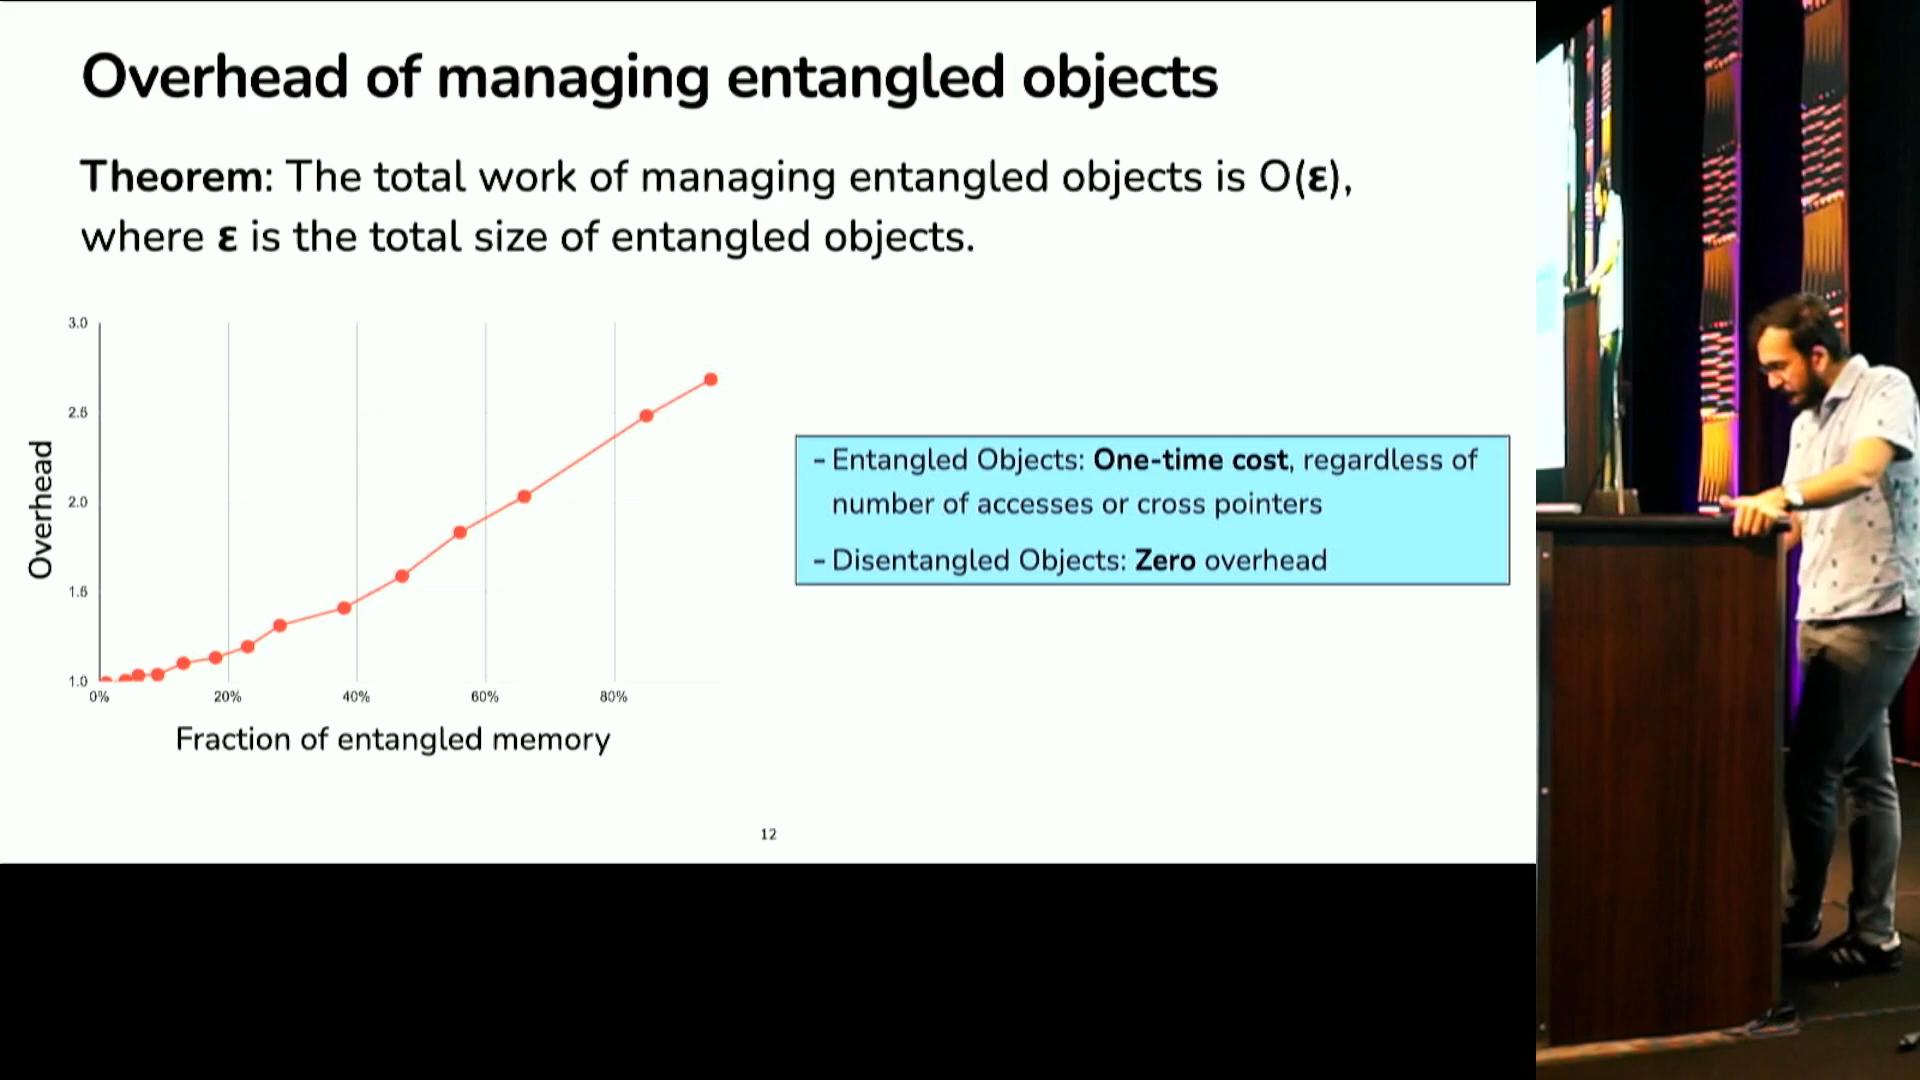 Overhead of managing entangled objects
Theorem: The total work of managing entangled objects is O(ε),
where ε is the total size of entangled objects.
3.0
2.5
2.0
1.5
1.0
Overhead
0% 20% 40% 60% 80%
Fraction of entangled memory
- Entangled Objects: One-time cost, regardless of
number of accesses or cross pointers
- Disentangled Objects: Zero overhead
12